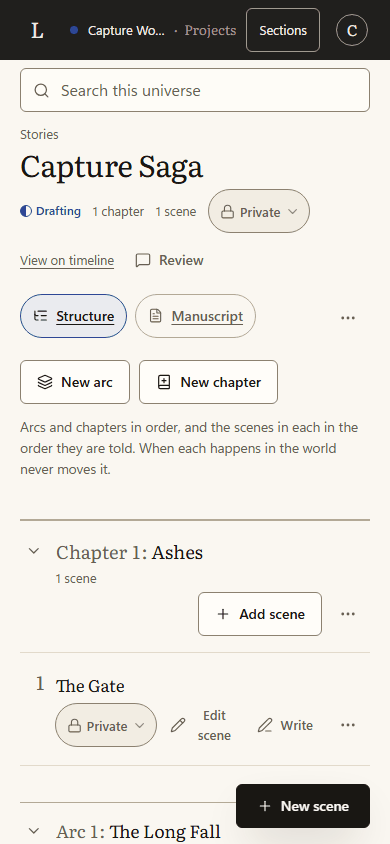 L Capture Wo... · Projects Sections C
Search this universe
Stories
Capture Saga
Drafting 1 chapter 1 scene Private
View on timeline Review
Structure Manuscript
New arc New chapter
Arcs and chapters in order, and the scenes in each in the
order they are told. When each happens in the world
never moves it.
Chapter 1: Ashes
1 scene
Add scene
1 The Gate
Private Edit scene Write
New scene
Arc 1: The Long Fall